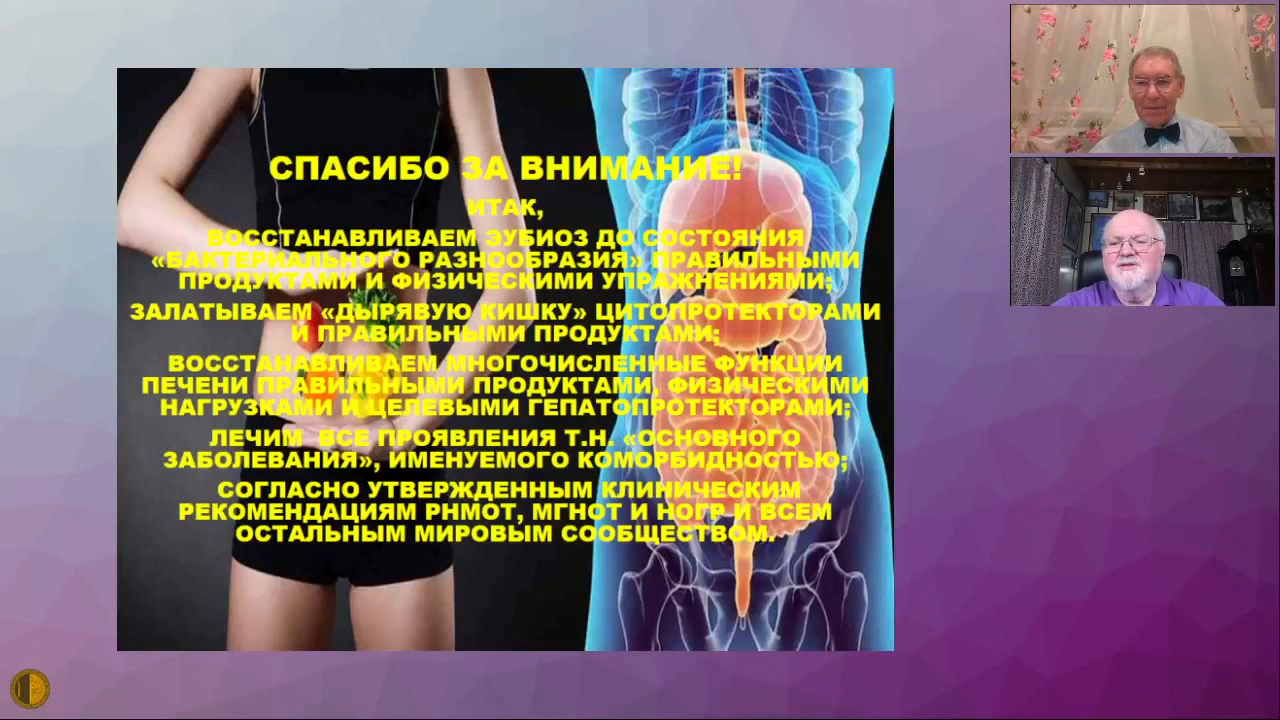 СПАСИБО ЗА ВНИМАНИЕ!
ИТАК,
ВОССТАНАВЛИВАЕМ ЭУБИОЗ ДО СОСТОЯНИЯ
«БАКТЕРИАЛЬНОГО РАЗНООБРАЗИЯ» ПРАВИЛЬНЫМИ
ПРОДУКТАМИ И ФИЗИЧЕСКИМИ УПРАЖНЕНИЯМИ;
ЗАЛАТЫВАЕМ «ДЫРЯВУЮ КИШКУ» ЦИТОПРОТЕКТОРАМИ
И ПРАВИЛЬНЫМИ ПРОДУКТАМИ;
ВОССТАНАВЛИВАЕМ МНОГОЧИСЛЕННЫЕ ФУНКЦИИ
ПЕЧЕНИ ПРАВИЛЬНЫМИ ПРОДУКТАМИ, ФИЗИЧЕСКИМИ
НАГРУЗКАМИ И ЦЕЛЕВЫМИ ГЕПАТОПРОТЕКТОРАМИ;
ЛЕЧИМ ВСЕ ПРОЯВЛЕНИЯ Т.Н. «ОСНОВНОГО
ЗАБОЛЕВАНИЯ», ИМЕНУЕМОГО КОМОРБИДНОСТЬЮ;
СОГЛАСНО УТВЕРЖДЕННЫМ КЛИНИЧЕСКИМ
РЕКОМЕНДАЦИЯМ РНМОТ, МГНОТ И НОГР И ВСЕМ
ОСТАЛЬНЫМ МИРОВЫМ СООБЩЕСТВОМ.